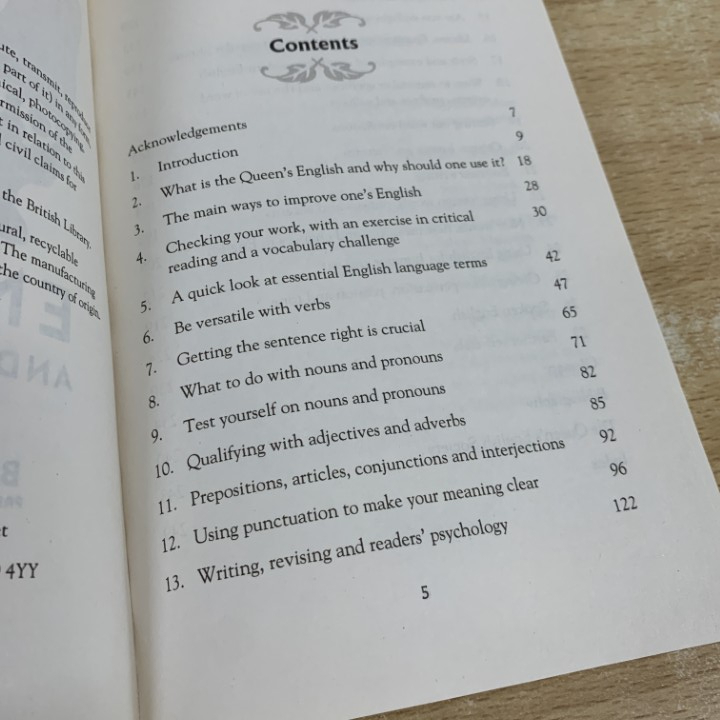 transmit,
part of it) in any form,
photocopying,
of the
in relation to this
civil claims for
the British Library.
recyclable
The manufacturing
the country of origin.
4YY
Contents
Acknowledgements 7
1. Introduction 9
2. What is the Queen's English and why should one use it? 18
3. The main ways to improve one's English 28
4. Checking your work, with an exercise in critical 30
reading and a vocabulary challenge
5. A quick look at essential English language terms 42
6. Be versatile with verbs 47
7. Getting the sentence right is crucial 65
8. What to do with nouns and pronouns 71
9. Test yourself on nouns and pronouns 82
10. Qualifying with adjectives and adverbs 85
11. Prepositions, articles, conjunctions and interjections 92
12. Using punctuation to make your meaning clear 96
13. Writing, revising and readers' psychology 122
5